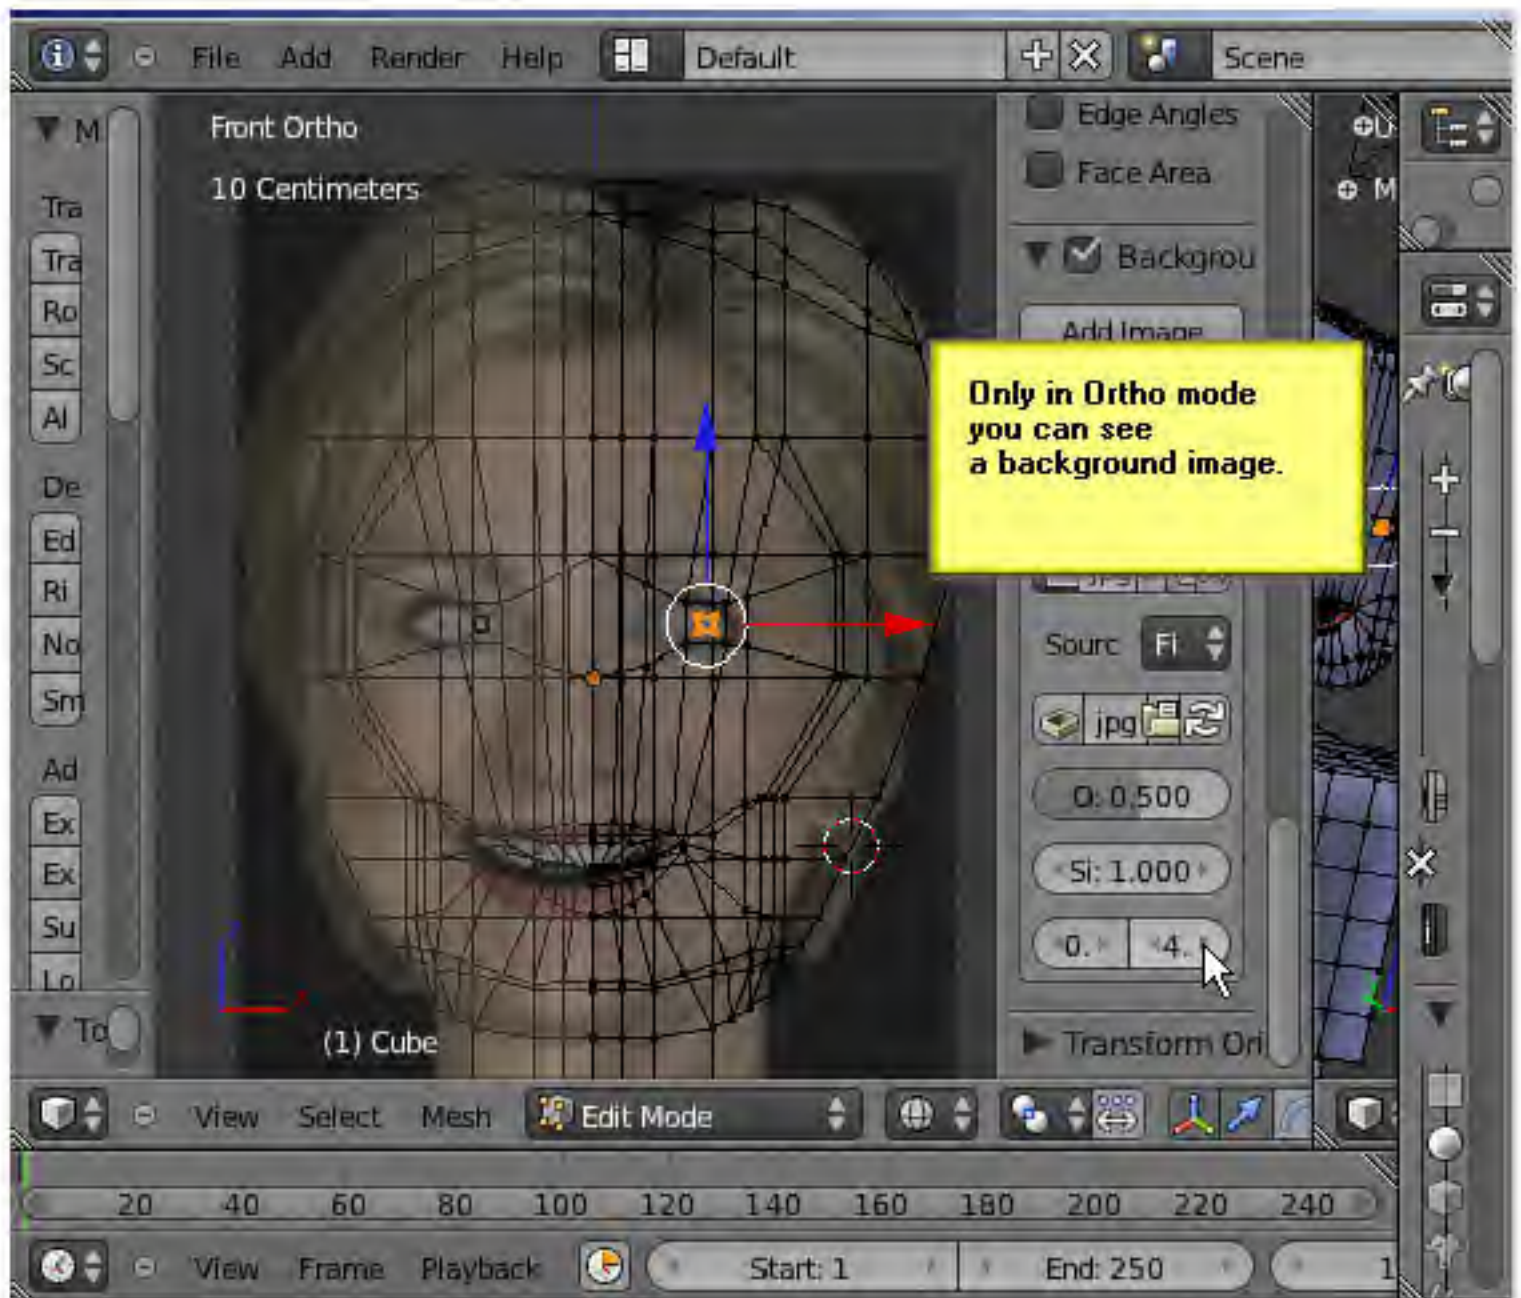 File Add Render Help Default Scene
Front Ortho
10 Centimeters
M
Tra
Tra
Ro
Sc
Al
De
Ed
Ri
No
Sm
Ad
Ex
Ex
Su
Lo
To
Edge Angles
Face Area
Backgrou
Add Image
Only in Ortho mode
you can see
a background image.
Sourc Fi
jpg
O: 0.500
Si: 1.000
0. 4.
Transform Ori
M
(1) Cube
View Select Mesh Edit Mode
20 40 60 80 100 120 140 160 180 200 220 240
View Frame Playback Start: 1 End: 250 1